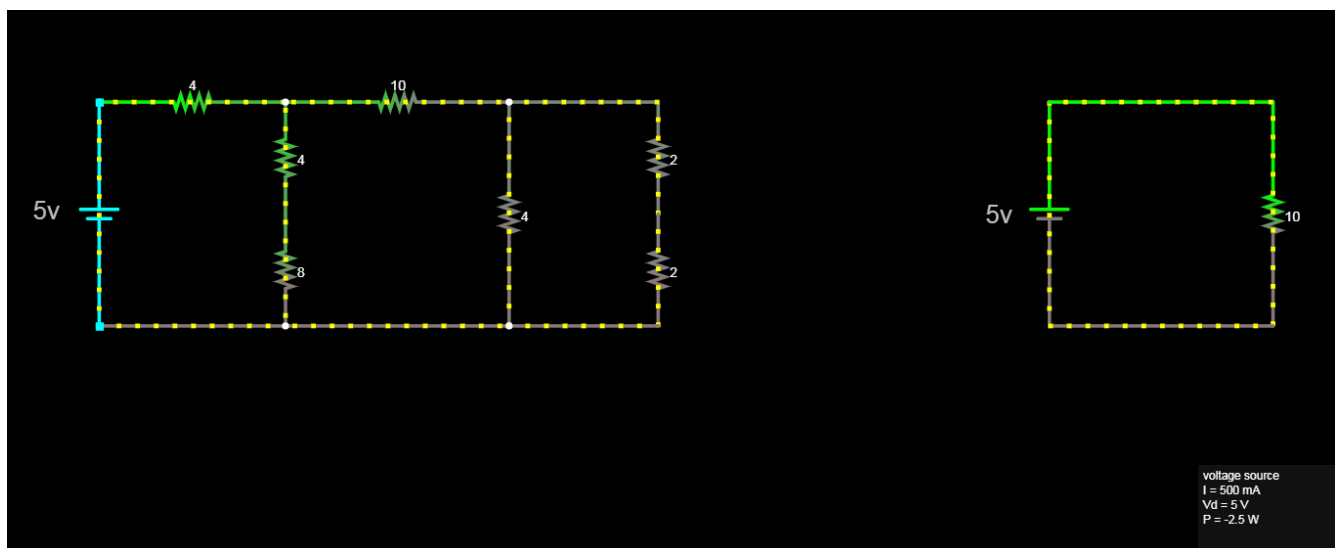 4
10
4
2
5v
4
5v
10
8
2
voltage source
I = 500 mA
Vd = 5 V
P = -2.5 W